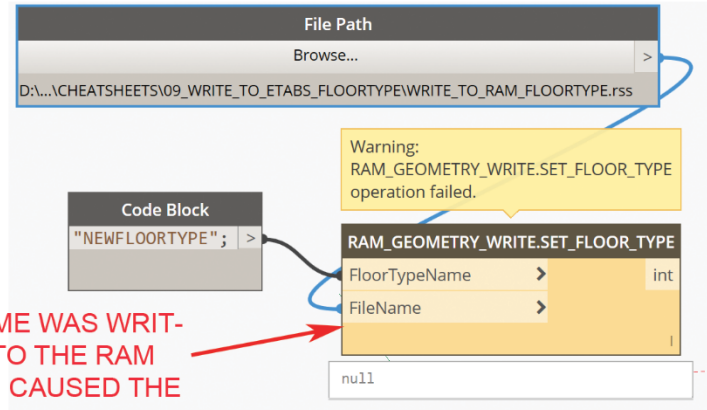 File Path
Browse...
>
D:\...\CHEATSHEETS\09_WRITE_TO_ETABS_FLOORTYPE\WRITE_TO_RAM_FLOORTYPE.rss
Warning:
RAM_GEOMETRY_WRITE.SET_FLOOR_TYPE
operation failed.
Code Block
"NEWFLOORTYPE"; >
RAM_GEOMETRY_WRITE.SET_FLOOR_TYPE
FloorTypeName > int
FileName >
l
null
ME WAS WRIT-
TO THE RAM
CAUSED THE